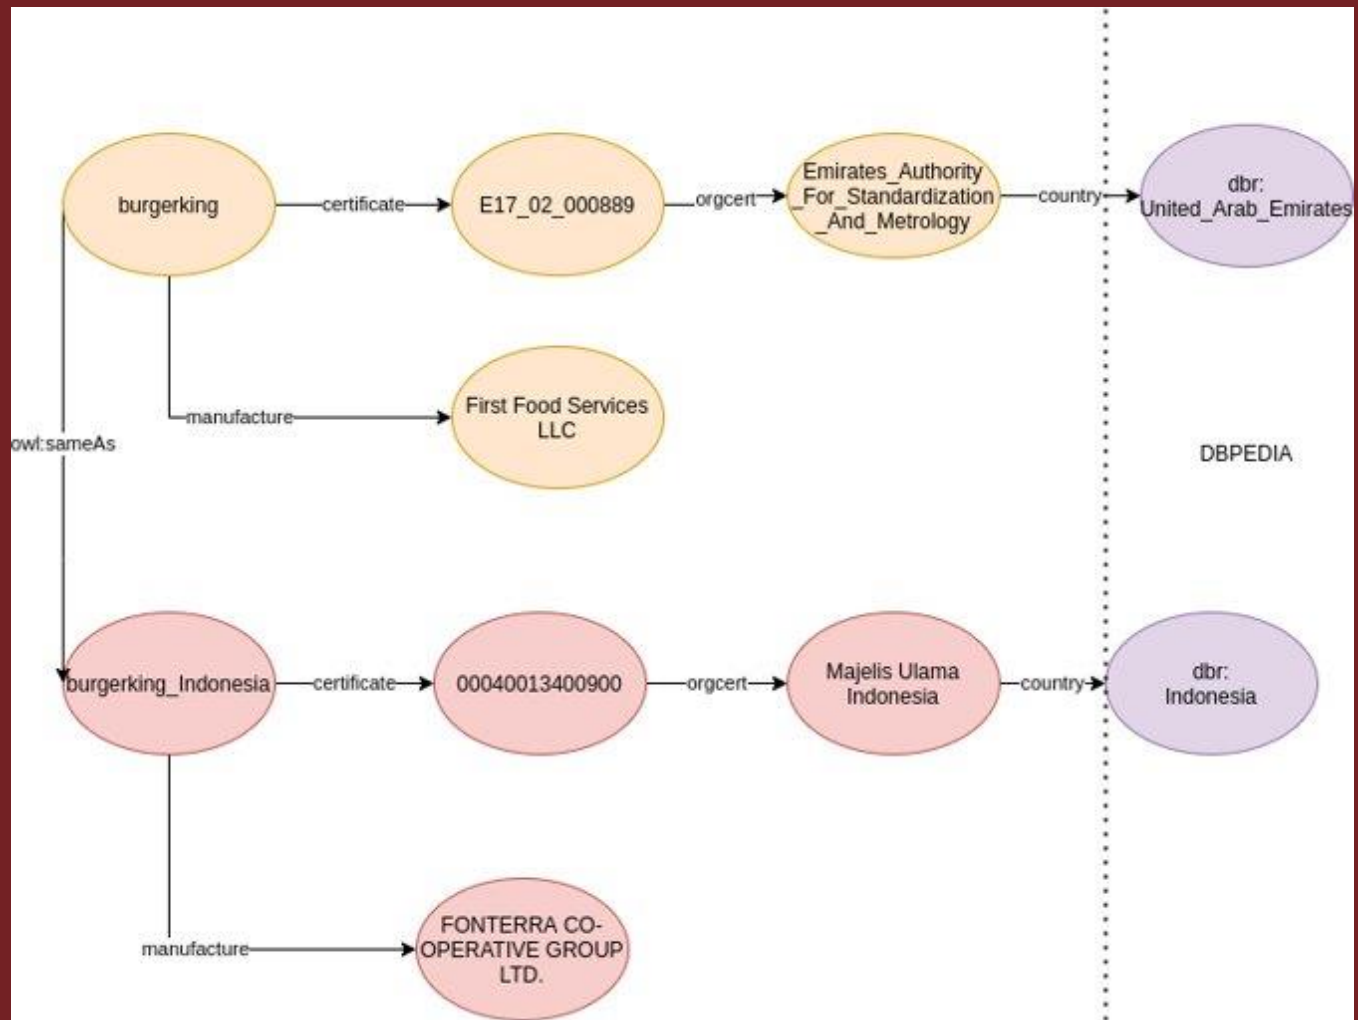 burgerking
certificate
E17_02_000889
orgcert
Emirates_Authority
_For_Standardization
_And_Metrology
country
dbr:
United_Arab_Emirates
manufacture
First Food Services
LLC
owl:sameAs
DBPEDIA
burgerking_Indonesia
certificate
00040013400900
orgcert
Majelis Ulama
Indonesia
country
dbr:
Indonesia
manufacture
FONTERRA CO-
OPERATIVE GROUP
LTD.